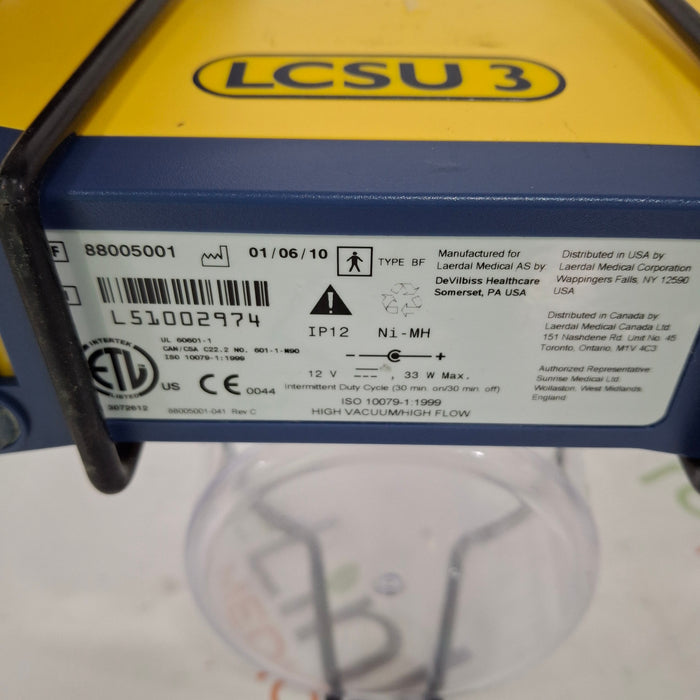 LCSU 3
88005001
01/06/10
TYPE BF
L51002974
IP12
Ni-MH
UL 60601-1
CAN/CSA C22.2 NO. 601-1-M90
ISO 10079-1:1999
INTERTEK
ETL
LISTED
US
3072612
CE 0044
88005001-041 Rev C
12 V , 33 W Max.
Intermittent Duty Cycle (30 min. on/30 min. off)
ISO 10079-1:1999
HIGH VACUUM/HIGH FLOW
Manufactured for
Laerdal Medical AS by:
DeVilbiss Healthcare
Somerset, PA USA
Distributed in USA by
Laerdal Medical Corporation
Wappingers Falls, NY 12590
USA
Distributed in Canada by:
Laerdal Medical Canada Ltd.
151 Nashdene Rd. Unit No. 45
Toronto, Ontario, M1V 4C3
Authorized Representative:
Sunrise Medical Ltd.
Wollaston, West Midlands,
England